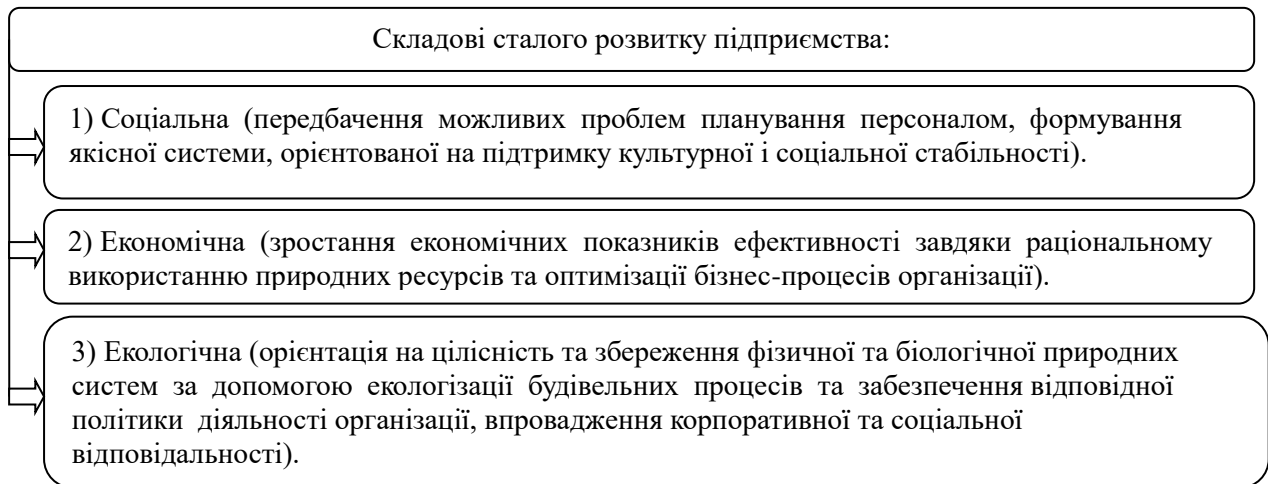 Складові сталого розвитку підприємства:
1) Соціальна (передбачення можливих проблем планування персоналом, формування
якісної системи, орієнтованої на підтримку культурної і соціальної стабільності).
2) Економічна (зростання економічних показників ефективності завдяки раціональному
використанню природних ресурсів та оптимізації бізнес-процесів організації).
3) Екологічна (орієнтація на цілісність та збереження фізичної та біологічної природних
систем за допомогою екологізації будівельних процесів та забезпечення відповідної
політики діяльності організації, впровадження корпоративної та соціальної
відповідальності).